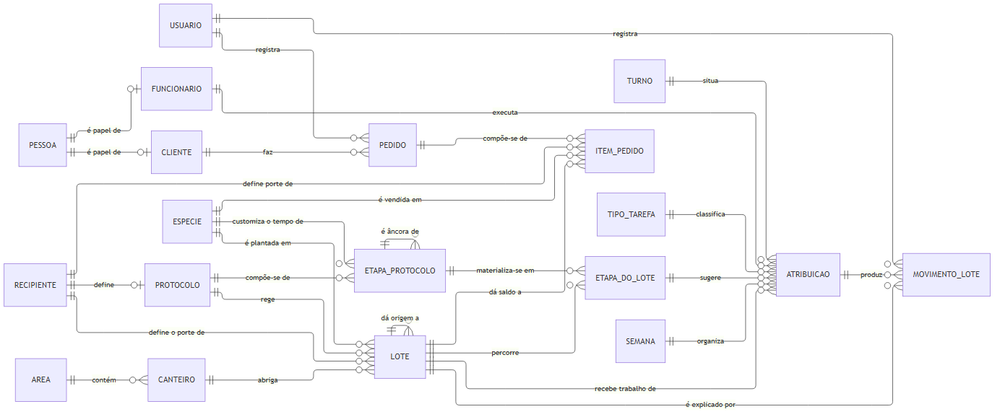 USUARIO
registra
registra
TURNO
situa
FUNCIONARIO
executa
PESSOA
é papel de
é papel de
CLIENTE
faz
PEDIDO
compõe-se de
ITEM_PEDIDO
define porte de
ESPECIE
é vendida em
customiza o tempo de
é plantada em
TIPO_TAREFA
classifica
é âncora de
ETAPA_PROTOCOLO
RECIPIENTE
define
PROTOCOLO
compõe-se de
rege
materializa-se em
ETAPA_DO_LOTE
sugere
ATRIBUICAO
produz
MOVIMENTO_LOTE
dá saldo a
define o porte de
dá origem a
LOTE
percorre
SEMANA
organiza
AREA
contém
CANTEIRO
abriga
recebe trabalho de
é explicado por